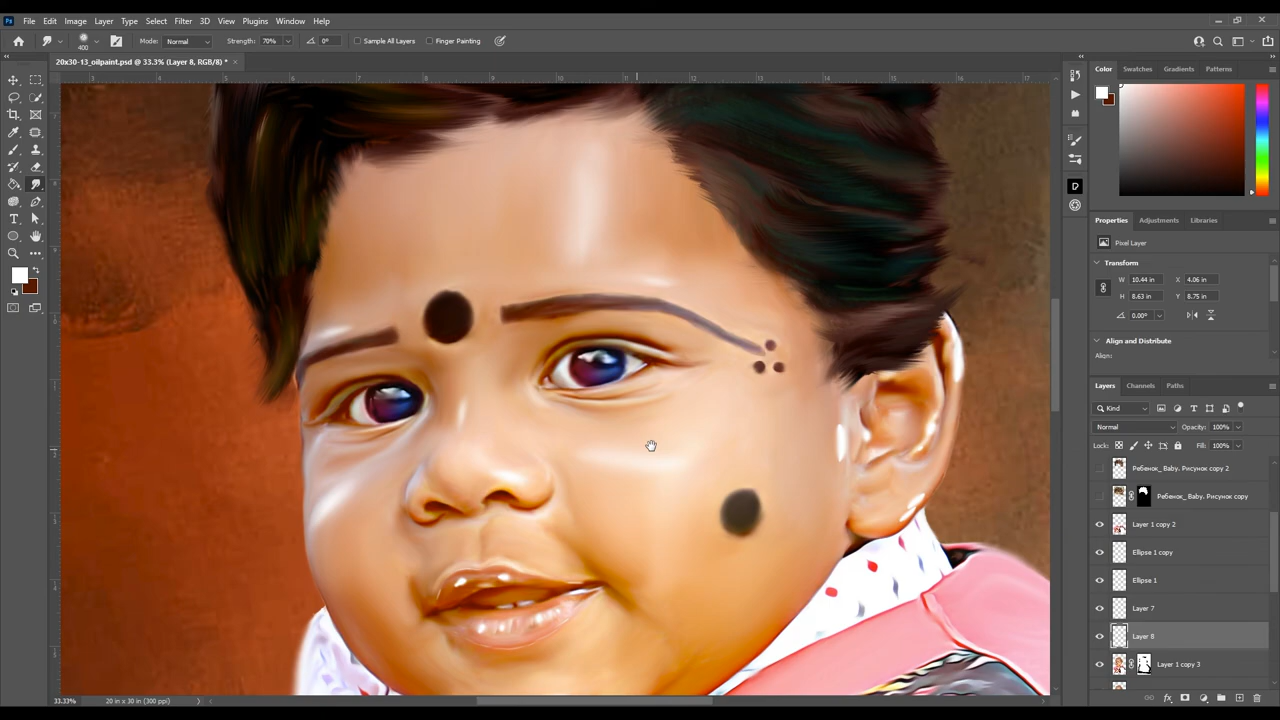 File Edit Image Layer Type Select Filter 3D View Plugins Window Help
Mode: Normal Strength: 70% 0° Sample All Layers Finger Painting
400
20x30-13_oilpaint.psd @ 33.3% (Layer 8, RGB/8) *
Color Swatches Gradients Patterns
Properties Adjustments Libraries
Pixel Layer
Transform
W 10.44 in X 4.06 in
H 8.63 in Y 8.75 in
0.00°
Align and Distribute
Align:
Layers Channels Paths
Kind
Normal Opacity: 100%
Lock: Fill: 100%
Ребенок_ Baby. Рисунок copy 2
Ребенок_ Baby. Рисунок copy
Layer 1 copy 2
Ellipse 1 copy
Ellipse 1
Layer 7
Layer 8
Layer 1 copy 3
33.33% 20 in x 30 in (300 ppi)